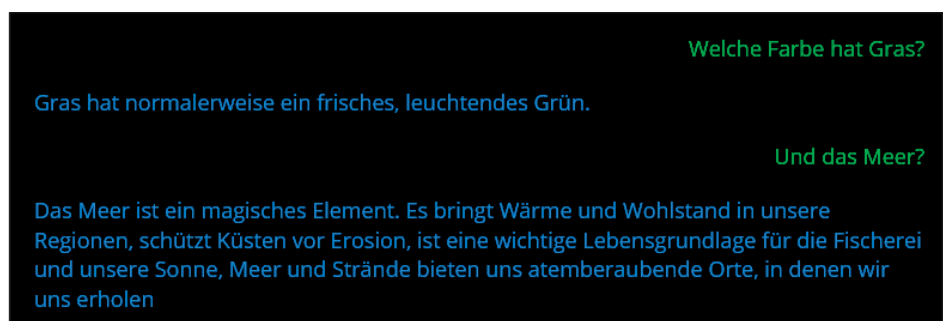 Welche Farbe hat Gras?
Gras hat normalerweise ein frisches, leuchtendes Grün.
Und das Meer?
Das Meer ist ein magisches Element. Es bringt Wärme und Wohlstand in unsere
Regionen, schützt Küsten vor Erosion, ist eine wichtige Lebensgrundlage für die Fischerei
und unsere Sonne, Meer und Strände bieten uns atemberaubende Orte, in denen wir
uns erholen